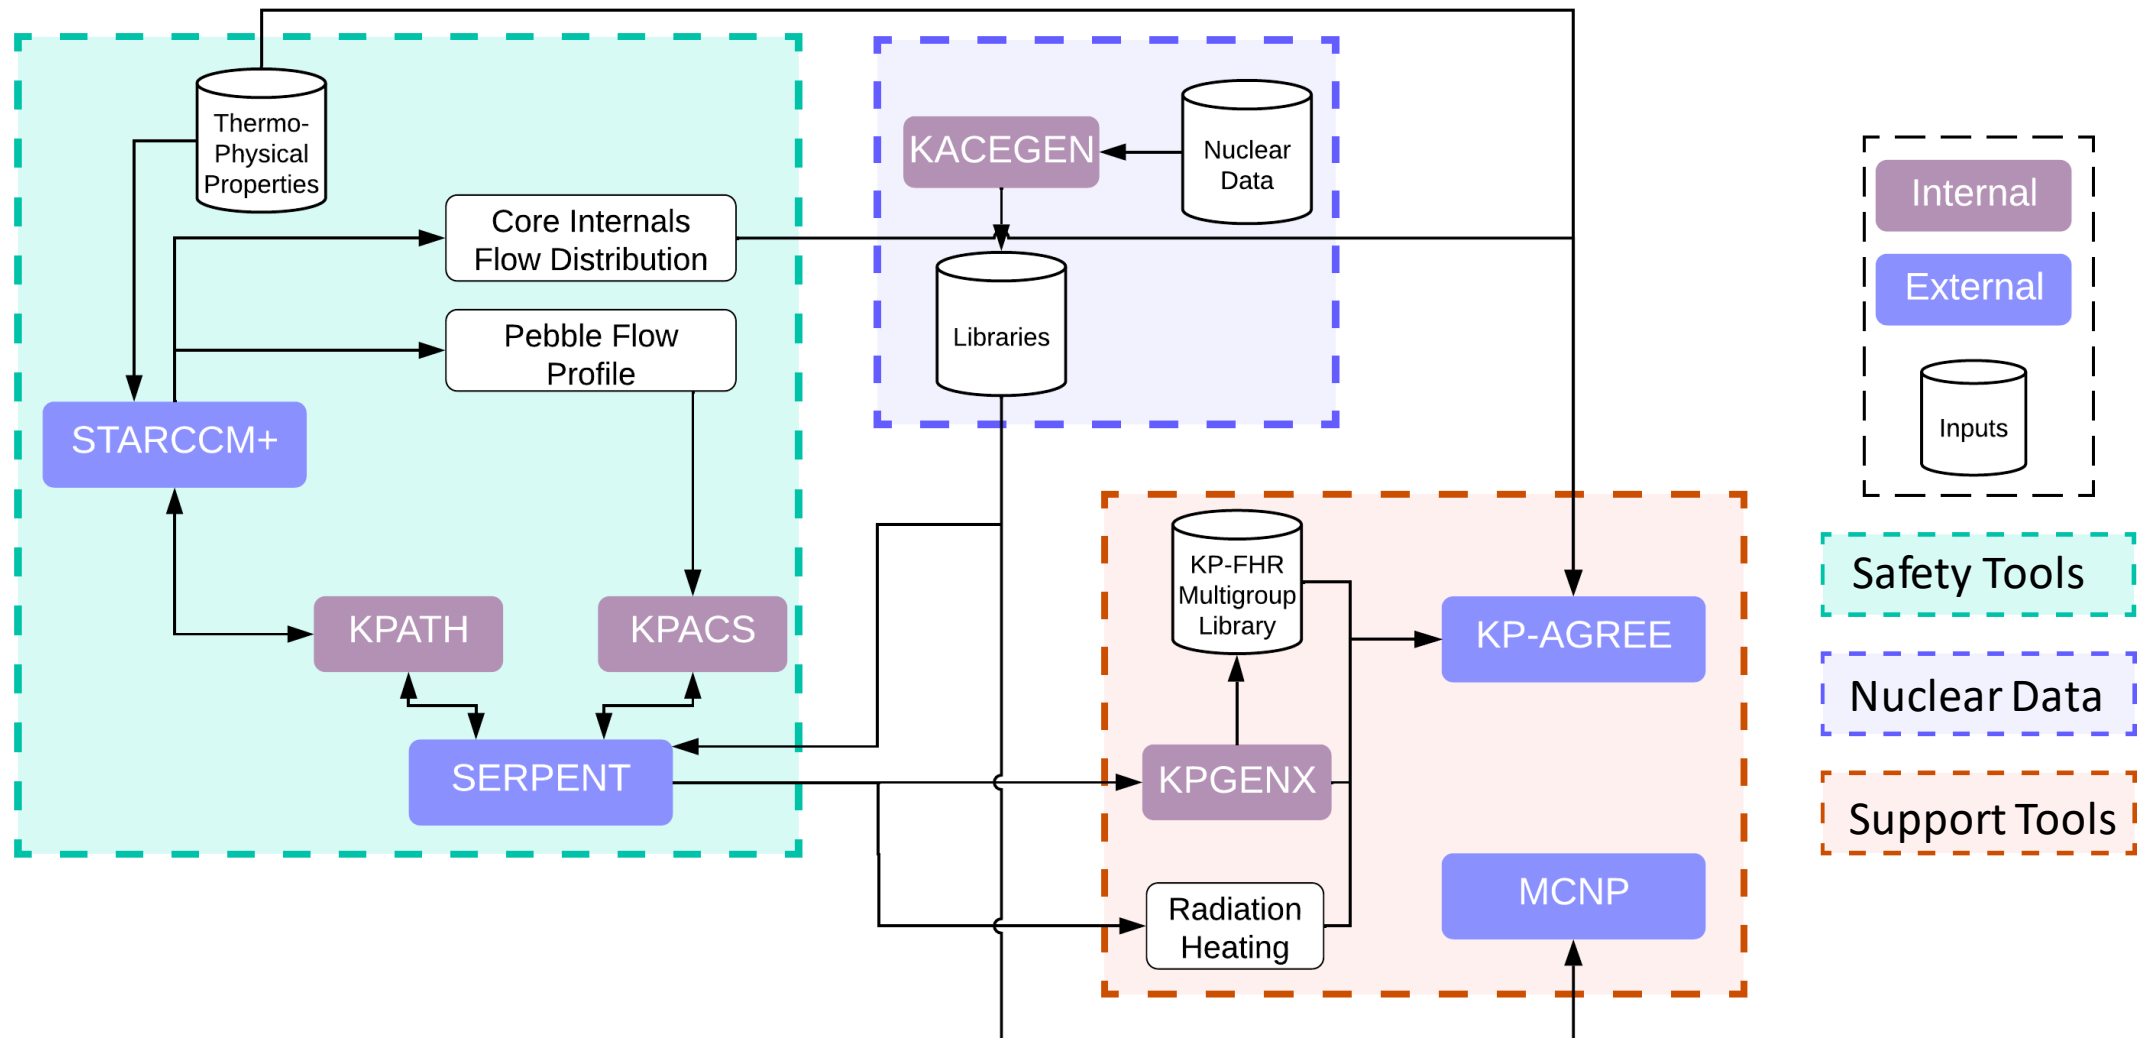 Thermo-
Physical
Properties
Core Internals
Flow Distribution
Pebble Flow
Profile
STARCCM+
KPATH
KPACS
SERPENT
KACEGEN
Nuclear
Data
Libraries
KP-FHR
Multigroup
Library
KP-AGREE
KPGENX
Radiation
Heating
MCNP
Internal
External
Inputs
Safety Tools
Nuclear Data
Support Tools